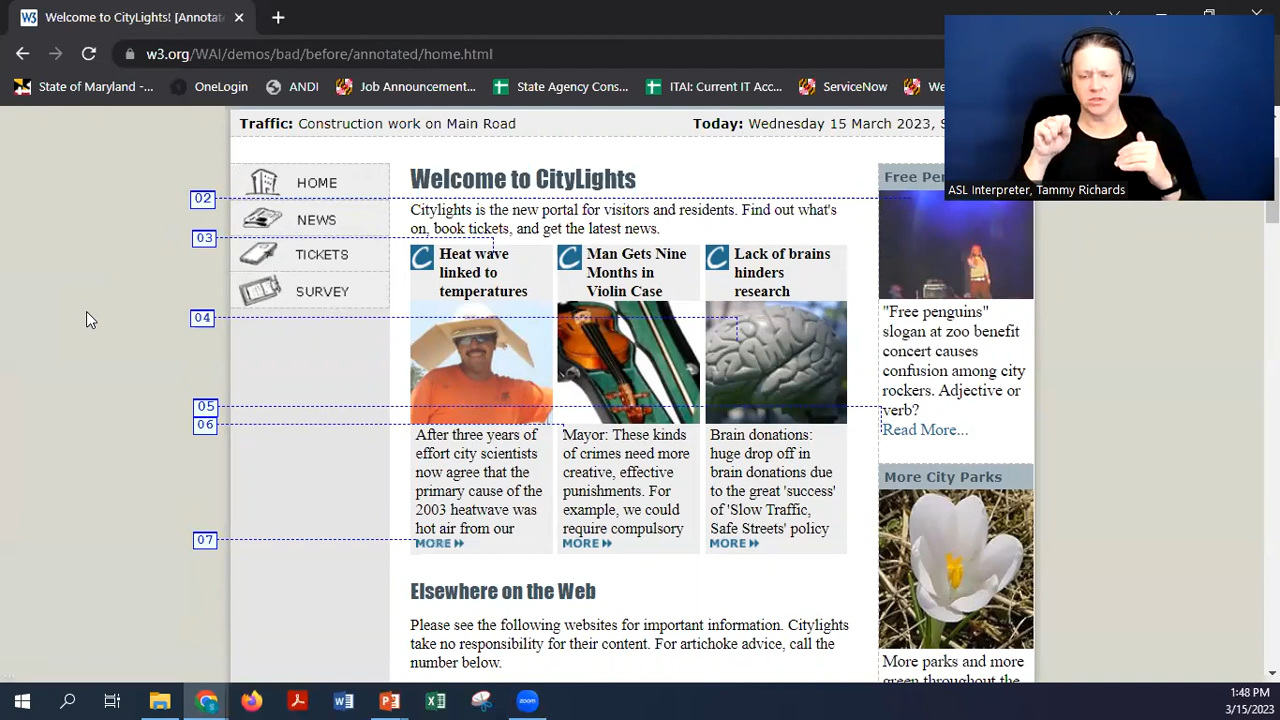 Welcome to CityLights! [Annotat
w3.org/WAI/demos/bad/before/annotated/home.html
State of Maryland -...
OneLogin
ANDI
Job Announcement...
State Agency Cons...
ITAI: Current IT Acc...
ServiceNow
We
Traffic: Construction Work on Main Road
Today: Wednesday 15 March 2023, S
ASL Interpreter, Tammy Richards
HOME
NEWS
TICKETS
SURVEY
02
03
04
05
06
07
Welcome to CityLights
Citylights is the new portal for visitors and residents. Find out what's
on, book tickets, and get the latest news.
Heat wave
linked to
temperatures
After three years of
effort city scientists
now agree that the
primary cause of the
2003 heatwave was
hot air from our
MORE
Man Gets Nine
Months in
Violin Case
Mayor: These kinds
of crimes need more
creative, effective
punishments. For
example, we could
require compulsory
MORE
Lack of brains
hinders
research
Brain donations:
huge drop off in
brain donations due
to the great 'success'
of 'Slow Traffic,
Safe Streets' policy
MORE
Elsewhere on the Web
Please see the following websites for important information. Citylights
take no responsibility for their content. For artichoke advice, call the
number below.
Free Pen
"Free penguins"
slogan at zoo benefit
concert causes
confusion among city
rockers. Adjective or
verb?
Read More...
More City Parks
More parks and more
green throughout the
1:48 PM
3/15/2023